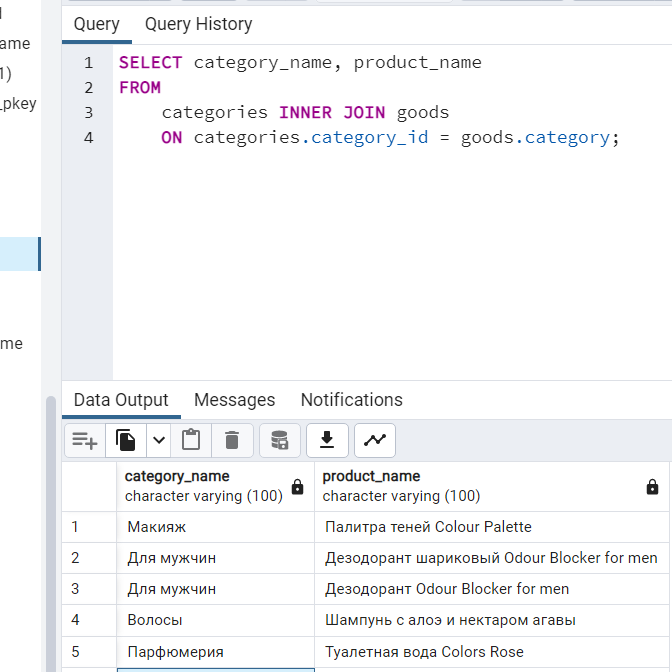 Query Query History
ame
1)
_pkey
me
1 SELECT category_name, product_name
2 FROM
3 categories INNER JOIN goods
4 ON categories.category_id = goods.category;
Data Output Messages Notifications
category_name product_name
character varying (100) character varying (100)
1 Макияж Палитра теней Colour Palette
2 Для мужчин Дезодорант шариковый Odour Blocker for men
3 Для мужчин Дезодорант Odour Blocker for men
4 Волосы Шампунь с алоэ и нектаром агавы
5 Парфюмерия Туалетная вода Colors Rose